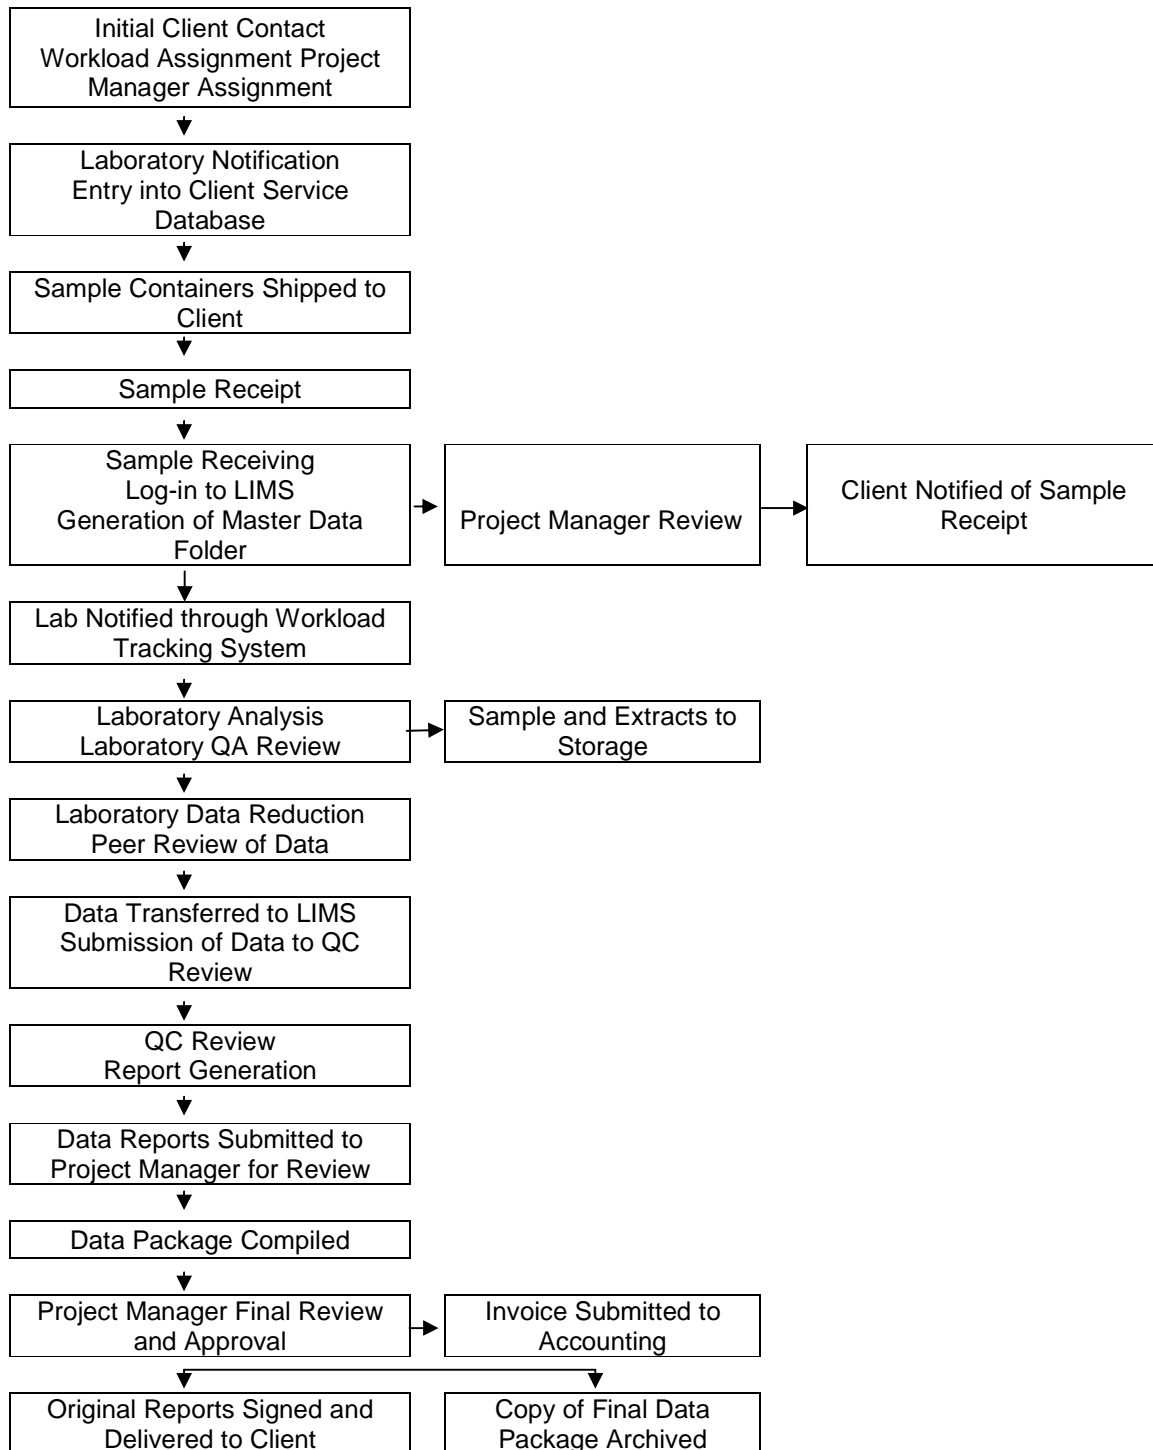 Initial Client Contact
Workload Assignment Project
Manager Assignment
Laboratory Notification
Entry into Client Service
Database
Sample Containers Shipped to
Client
Sample Receipt
Sample Receiving
Log-in to LIMS
Generation of Master Data
Folder
Project Manager Review
Client Notified of Sample
Receipt
Lab Notified through Workload
Tracking System
Laboratory Analysis
Laboratory QA Review
Sample and Extracts to
Storage
Laboratory Data Reduction
Peer Review of Data
Data Transferred to LIMS
Submission of Data to QC
Review
QC Review
Report Generation
Data Reports Submitted to
Project Manager for Review
Data Package Compiled
Project Manager Final Review
and Approval
Invoice Submitted to
Accounting
Original Reports Signed and
Delivered to Client
Copy of Final Data
Package Archived